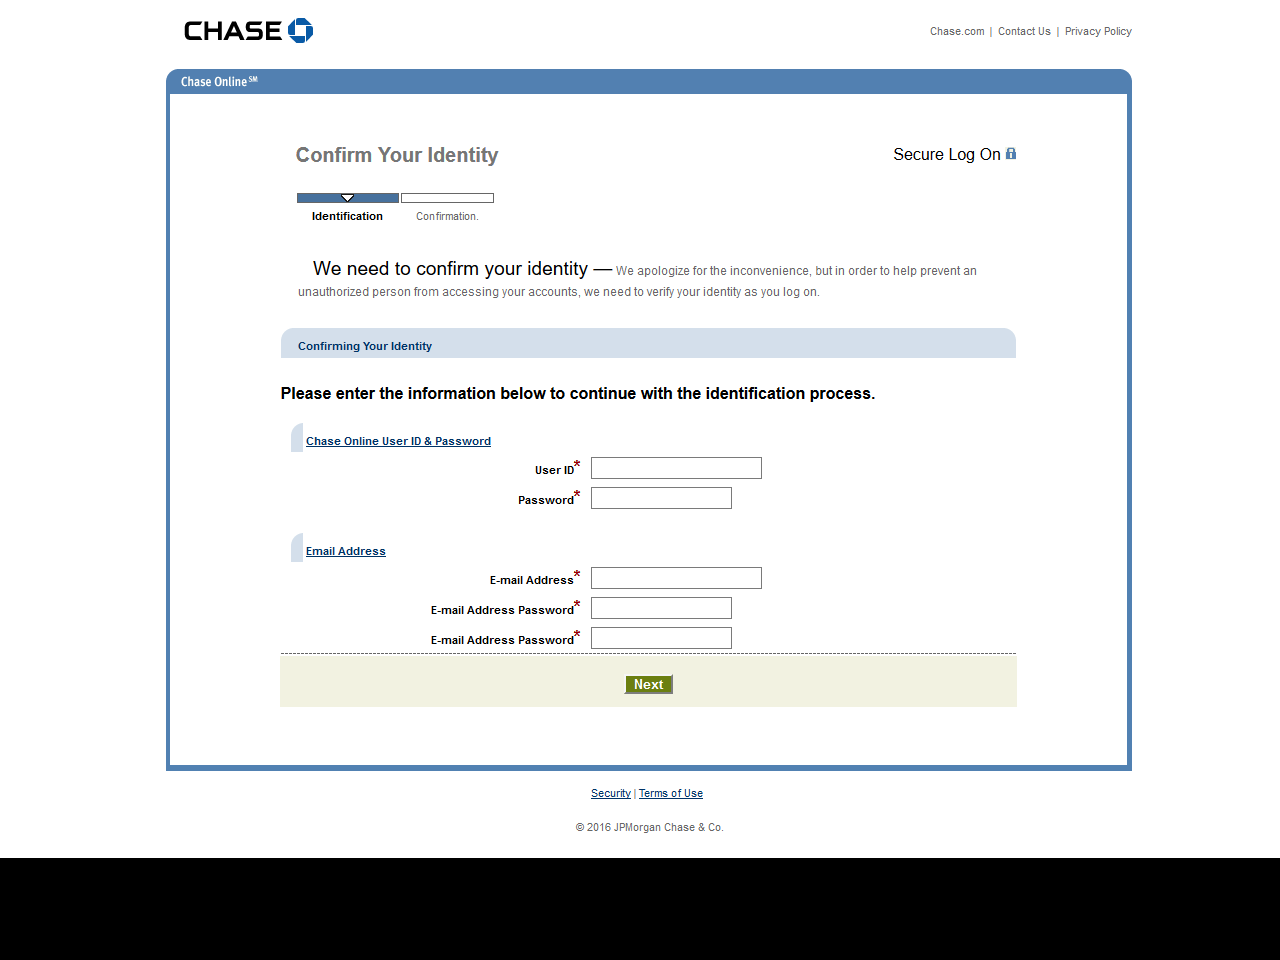 CHASE
Chase.com | Contact Us | Privacy Policy
Chase Online SM
Confirm Your Identity
Secure Log On
Identification
Confirmation.
We need to confirm your identity — We apologize for the inconvenience, but in order to help prevent an
unauthorized person from accessing your accounts, we need to verify your identity as you log on.
Confirming Your Identity
Please enter the information below to continue with the identification process.
Chase Online User ID & Password
User ID*
Password*
Email Address
E-mail Address*
E-mail Address Password*
E-mail Address Password*
Next
Security | Terms of Use
© 2016 JPMorgan Chase & Co.